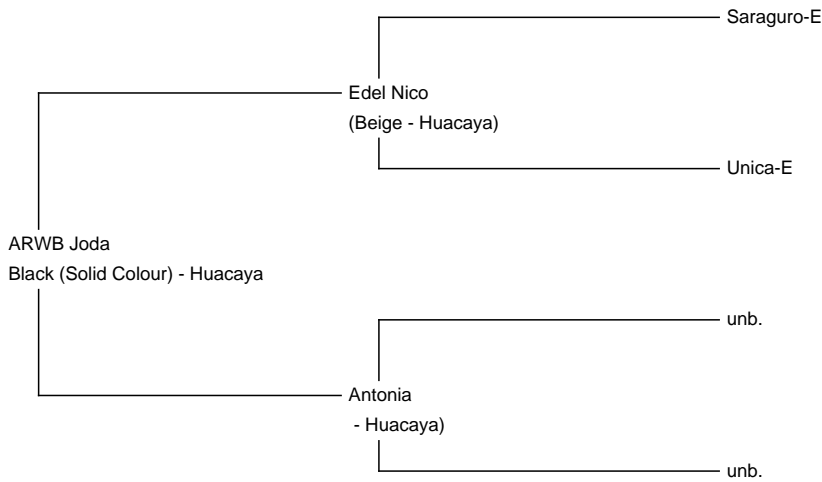 Saraguro-E
Edel Nico
(Beige - Huacaya)
Unica-E
ARWB Joda
Black (Solid Colour) - Huacaya
unb.
Antonia
- Huacaya)
unb.